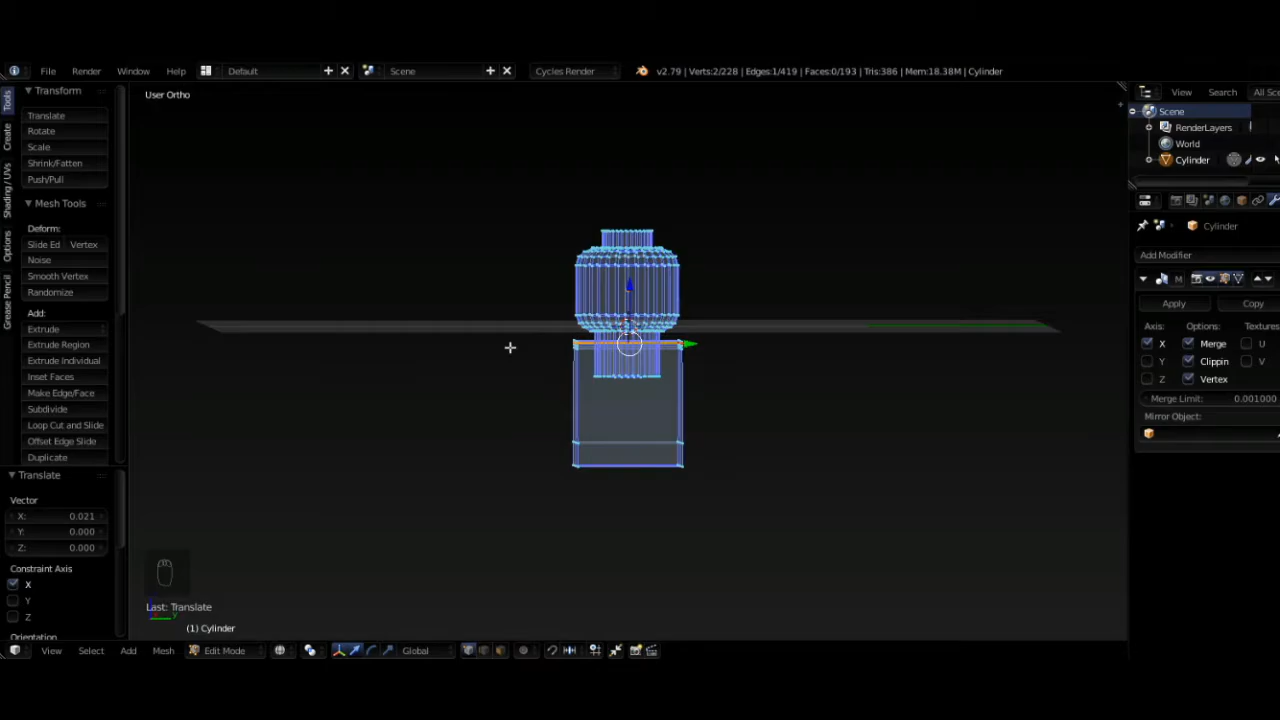 File Render Window Help Default Scene Cycles Render v2.79 | Verts:2/228 | Edges:1/419 | Faces:0/193 | Tris:386 | Mem:18.38M | Cylinder
Tools
Create
Shading / UVs
Options
Grease Pencil
Transform
Translate
Rotate
Scale
Shrink/Fatten
Push/Pull
Mesh Tools
Deform:
Slide Ed Vertex
Noise
Smooth Vertex
Randomize
Add:
Extrude
Extrude Region
Extrude Individual
Inset Faces
Make Edge/Face
Subdivide
Loop Cut and Slide
Offset Edge Slide
Duplicate
Translate
Vector
X: 0.021
Y: 0.000
Z: 0.000
Constraint Axis
X
Y
Z
Orientation
User Ortho
Last: Translate
(1) Cylinder
View Select Add Mesh Edit Mode Global
View Search All Sce
Scene
RenderLayers
World
Cylinder
Cylinder
Add Modifier
M
Apply Copy
Axis: Options: Textures
X Merge U
Y Clippin V
Z Vertex
Merge Limit: 0.001000
Mirror Object: